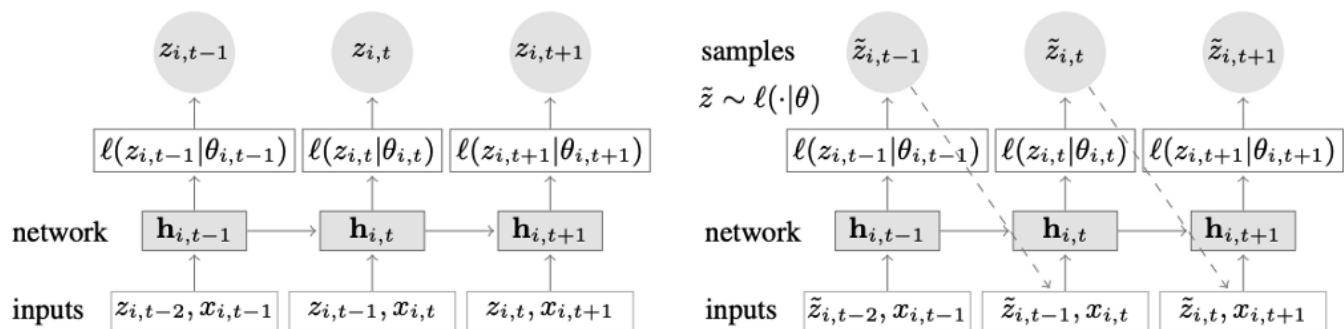 z_{i,t−1} z_{i,t} z_{i,t+1}
ℓ(z_{i,t−1}|θ_{i,t−1}) ℓ(z_{i,t}|θ_{i,t}) ℓ(z_{i,t+1}|θ_{i,t+1})
network h_{i,t−1} h_{i,t} h_{i,t+1}
inputs z_{i,t−2}, x_{i,t−1} z_{i,t−1}, x_{i,t} z_{i,t}, x_{i,t+1}
samples z̃_{i,t−1} z̃_{i,t} z̃_{i,t+1}
z̃ ∼ ℓ(·|θ)
ℓ(z_{i,t−1}|θ_{i,t−1}) ℓ(z_{i,t}|θ_{i,t}) ℓ(z_{i,t+1}|θ_{i,t+1})
network h_{i,t−1} h_{i,t} h_{i,t+1}
inputs z̃_{i,t−2}, x_{i,t−1} z̃_{i,t−1}, x_{i,t} z̃_{i,t}, x_{i,t+1}